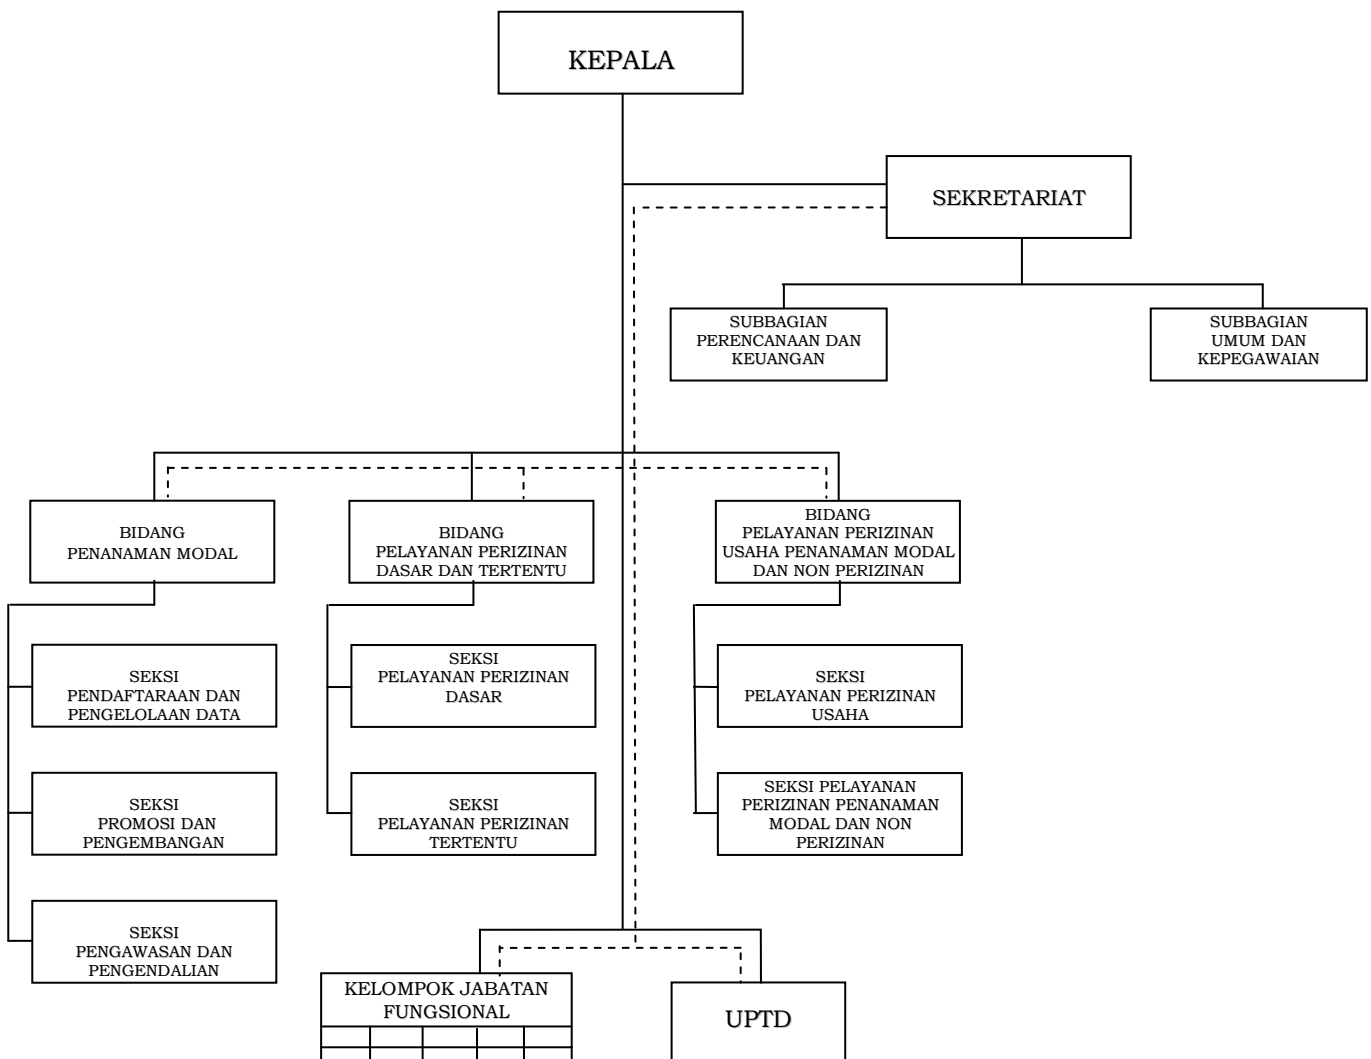 KEPALA
SEKRETARIAT
SUBBAGIAN
PERENCANAAN DAN
KEUANGAN
SUBBAGIAN
UMUM DAN
KEPEGAWAIAN
BIDANG
PENANAMAN MODAL
BIDANG
PELAYANAN PERIZINAN
DASAR DAN TERTENTU
BIDANG
PELAYANAN PERIZINAN
USAHA PENANAMAN MODAL
DAN NON PERIZINAN
SEKSI
PENDAFTARAAN DAN
PENGELOLAAN DATA
SEKSI
PELAYANAN PERIZINAN
DASAR
SEKSI
PELAYANAN PERIZINAN
USAHA
SEKSI
PROMOSI DAN
PENGEMBANGAN
SEKSI
PELAYANAN PERIZINAN
TERTENTU
SEKSI PELAYANAN
PERIZINAN PENANAMAN
MODAL DAN NON
PERIZINAN
SEKSI
PENGAWASAN DAN
PENGENDALIAN
KELOMPOK JABATAN
FUNGSIONAL
UPTD